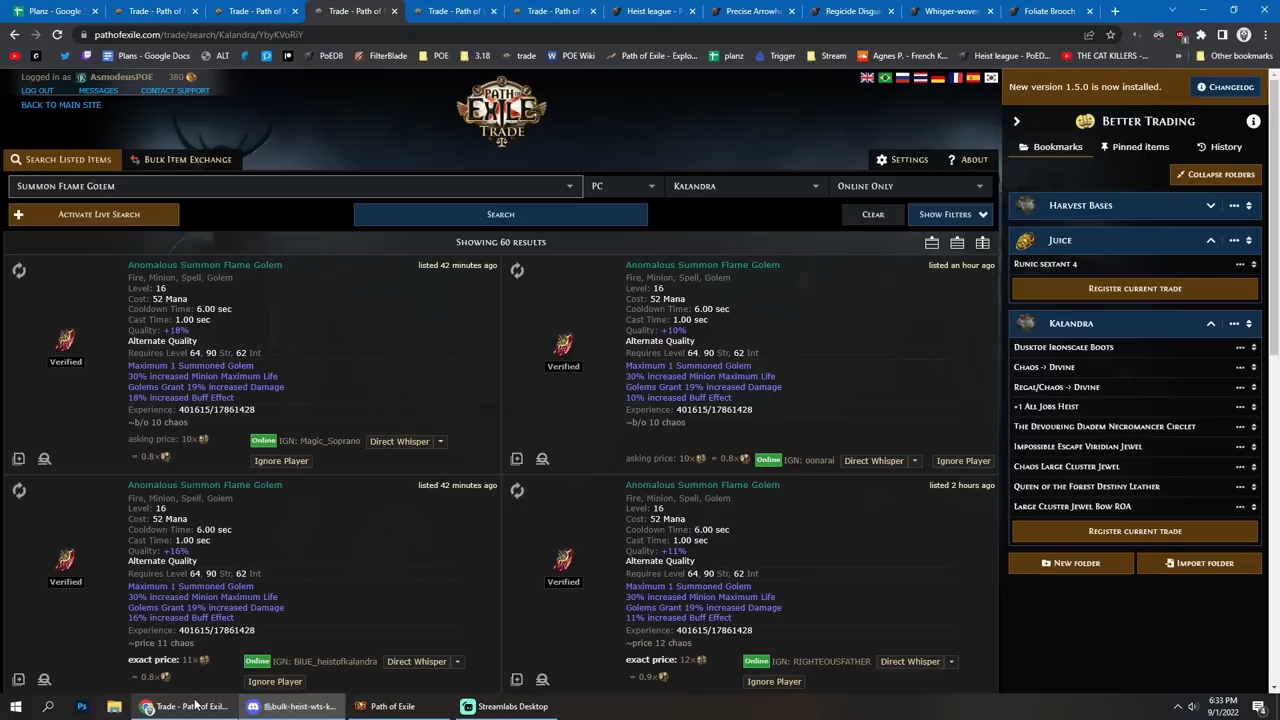 Planz - Google S
Trade - Path of E
Trade - Path of E
Trade - Path of E
Trade - Path of E
Trade - Path of E
Heist league - P
Precise Arrowhe
Regicide Disgui
Whisper-woven
Foliate Brooch
pathofexile.com/trade/search/Kalandra/YbyKVoRiY
Plans - Google Docs
Alt
PoEDB
FilterBlade
POE
3.18
trade
POE Wiki
Path of Exile - Explo...
planz
Trigger
Stream
Agnes P. - French K...
Heist league - PoED...
THE CAT KILLERS -...
Other bookmarks
Logged in as AsmodeusPOE 380
LOG OUT MESSAGES CONTACT SUPPORT
BACK TO MAIN SITE
PATH OF EXILE TRADE
Search Listed Items
Bulk Item Exchange
Settings
? About
Summon Flame Golem
PC
Kalandra
Online Only
+ Activate Live Search
Search
Clear
Show Filters
Showing 60 results
Anomalous Summon Flame Golem
listed 42 minutes ago
Fire, Minion, Spell, Golem
Level: 16
Cost: 52 Mana
Cooldown Time: 6.00 sec
Cast Time: 1.00 sec
Quality: +18%
Alternate Quality
Requires Level 64, 90 Str, 62 Int
Maximum 1 Summoned Golem
30% increased Minion Maximum Life
Golems Grant 19% increased Damage
18% increased Buff Effect
Experience: 401615/17861428
~b/o 10 chaos
Verified
asking price: 10×
= 0.8×
Online IGN: Magic_Soprano Direct Whisper
Ignore Player
Anomalous Summon Flame Golem
listed an hour ago
Fire, Minion, Spell, Golem
Level: 16
Cost: 52 Mana
Cooldown Time: 6.00 sec
Cast Time: 1.00 sec
Quality: +10%
Alternate Quality
Requires Level 64, 90 Str, 62 Int
Maximum 1 Summoned Golem
30% increased Minion Maximum Life
Golems Grant 19% increased Damage
10% increased Buff Effect
Experience: 401615/17861428
~b/o 10 chaos
Verified
asking price: 10× = 0.8× Online IGN: oonarai Direct Whisper Ignore Player
Anomalous Summon Flame Golem
listed 42 minutes ago
Fire, Minion, Spell, Golem
Level: 16
Cost: 52 Mana
Cooldown Time: 6.00 sec
Cast Time: 1.00 sec
Quality: +16%
Alternate Quality
Requires Level 64, 90 Str, 62 Int
Maximum 1 Summoned Golem
30% increased Minion Maximum Life
Golems Grant 19% increased Damage
16% increased Buff Effect
Experience: 401615/17861428
~price 11 chaos
Verified
exact price: 11×
= 0.8×
Online IGN: BlUE_heistofkalandra Direct Whisper
Ignore Player
Anomalous Summon Flame Golem
listed 2 hours ago
Fire, Minion, Spell, Golem
Level: 16
Cost: 52 Mana
Cooldown Time: 6.00 sec
Cast Time: 1.00 sec
Quality: +11%
Alternate Quality
Requires Level 64, 90 Str, 62 Int
Maximum 1 Summoned Golem
30% increased Minion Maximum Life
Golems Grant 19% increased Damage
11% increased Buff Effect
Experience: 401615/17861428
~price 12 chaos
Verified
exact price: 12×
= 0.9×
Online IGN: RIGHTEOUSFATHER Direct Whisper
Ignore Player
New version 1.5.0 is now installed.
Changelog
Better Trading
Bookmarks
Pinned items
History
Collapse folders
Harvest Bases
Juice
Runic sextant 4
Register current trade
Kalandra
Dusktoe Ironscale Boots
Chaos -> Divine
Regal/Chaos -> Divine
+1 All Jobs Heist
The Devouring Diadem Necromancer Circlet
Impossible Escape Viridian Jewel
Chaos Large Cluster Jewel
Queen of the Forest Destiny Leather
Large Cluster Jewel Bow ROA
Register current trade
New folder
Import folder
Ps
Trade - Path of Exil...
bulk-heist-wts-k...
Path of Exile
Streamlabs Desktop
6:33 PM
9/1/2022